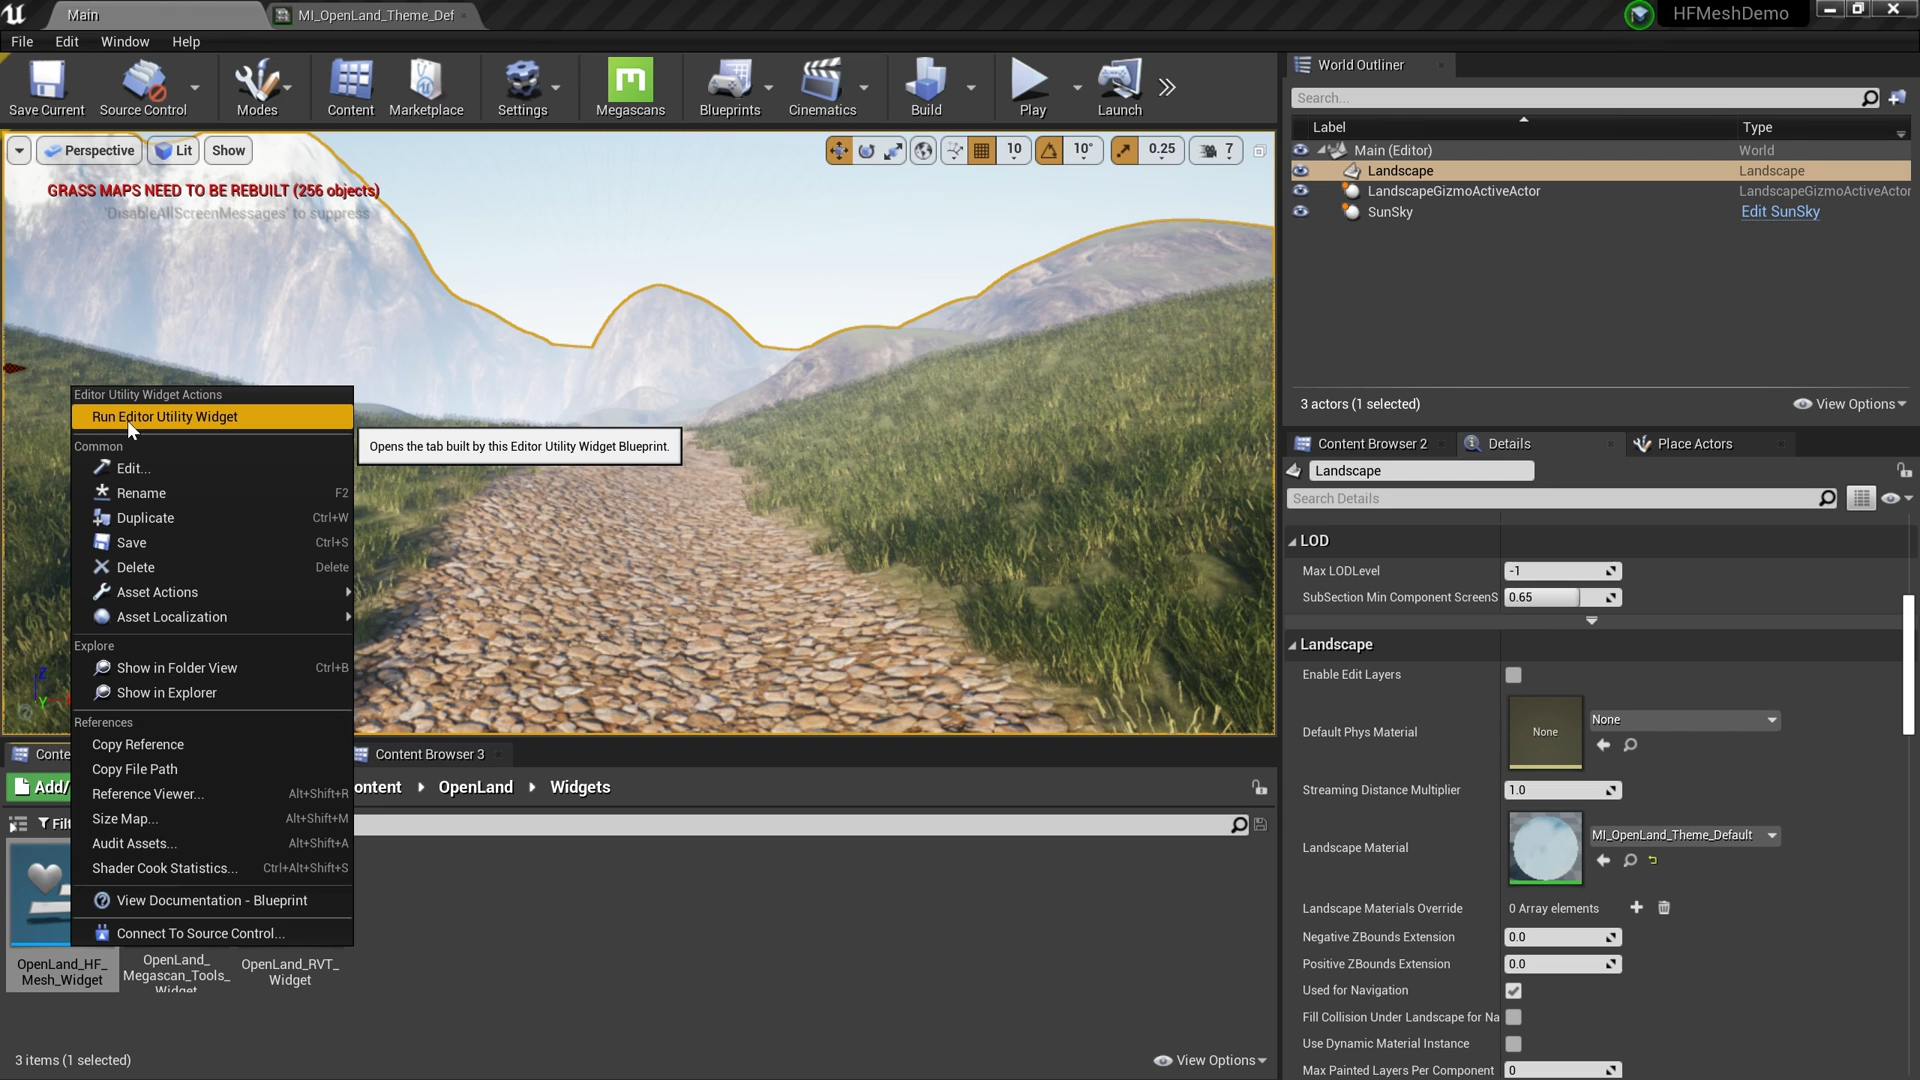 Main
MI_OpenLand_Theme_Def
HFMeshDemo
File Edit Window Help
Save Current
Source Control
Modes
Content
Marketplace
Settings
Megascans
Blueprints
Cinematics
Build
Play
Launch
Perspective
Lit
Show
10
10°
0.25
7
GRASS MAPS NEED TO BE REBUILT (256 objects)
'DisableAllScreenMessages' to suppress
World Outliner
Search...
Label Type
Main (Editor) World
Landscape Landscape
LandscapeGizmoActiveActor LandscapeGizmoActiveActor
SunSky Edit SunSky
3 actors (1 selected)
View Options
Editor Utility Widget Actions
Run Editor Utility Widget
Opens the tab built by this Editor Utility Widget Blueprint.
Common
Edit...
Rename F2
Duplicate Ctrl+W
Save Ctrl+S
Delete Delete
Asset Actions
Asset Localization
Explore
Show in Folder View Ctrl+B
Show in Explorer
References
Copy Reference
Copy File Path
Reference Viewer... Alt+Shift+R
Size Map... Alt+Shift+M
Audit Assets... Alt+Shift+A
Shader Cook Statistics... Ctrl+Alt+Shift+S
View Documentation - Blueprint
Connect To Source Control...
Conte
Content Browser 3
Add/
ontent
OpenLand
Widgets
Filt
OpenLand_HF_
Mesh_Widget
OpenLand_
Megascan_Tools_
Widget
OpenLand_RVT_
Widget
3 items (1 selected)
View Options
Content Browser 2
Details
Place Actors
Landscape
Search Details
LOD
Max LODLevel -1
SubSection Min Component ScreenS 0.65
Landscape
Enable Edit Layers
Default Phys Material None None
Streaming Distance Multiplier 1.0
Landscape Material MI_OpenLand_Theme_Default
Landscape Materials Override 0 Array elements
Negative ZBounds Extension 0.0
Positive ZBounds Extension 0.0
Used for Navigation
Fill Collision Under Landscape for Na
Use Dynamic Material Instance
Max Painted Layers Per Component 0